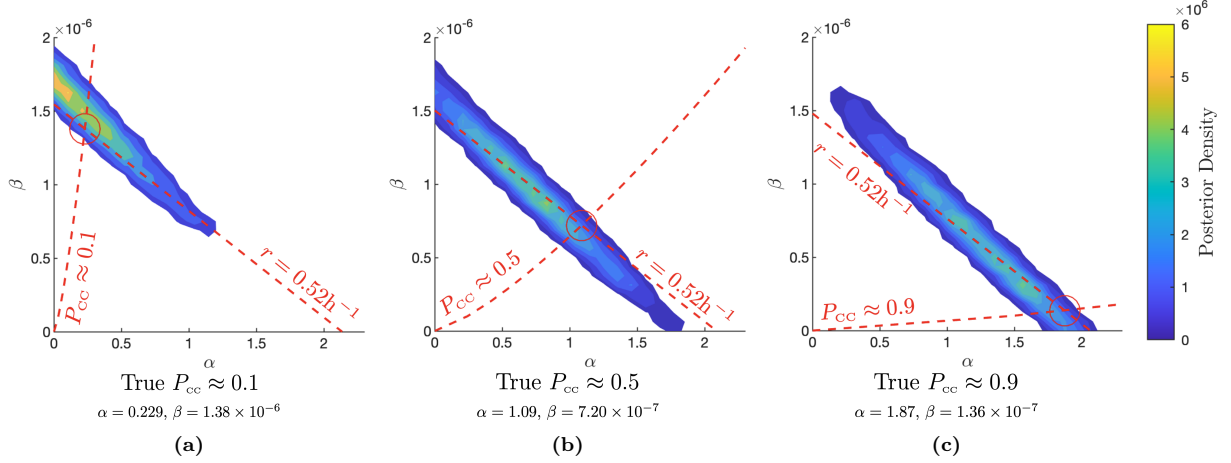 ×10⁻⁶
2
1.5
1
0.5
0
β
0 0.5 1 1.5 2
α
P_cc ≈ 0.1
r = 0.52h⁻¹
True P_cc ≈ 0.1
α = 0.229, β = 1.38 × 10⁻⁶
(a)
×10⁻⁶
2
1.5
1
0.5
0
β
0 0.5 1 1.5 2
α
P_cc ≈ 0.5
r = 0.52h⁻¹
True P_cc ≈ 0.5
α = 1.09, β = 7.20 × 10⁻⁷
(b)
×10⁻⁶
2
1.5
1
0.5
0
β
0 0.5 1 1.5 2
α
r = 0.52h⁻¹
P_cc ≈ 0.9
True P_cc ≈ 0.9
α = 1.87, β = 1.36 × 10⁻⁷
(c)
×10⁶
6
5
4
3
2
1
0
Posterior Density